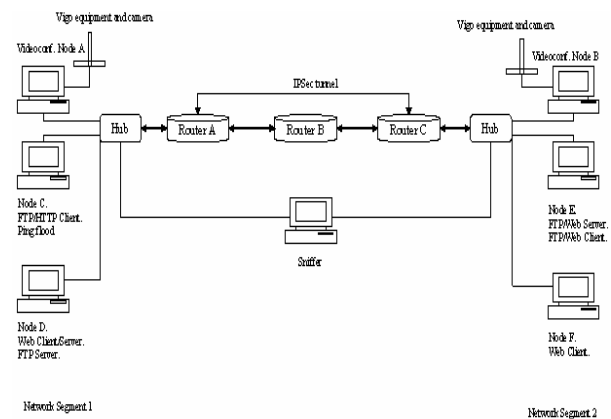 Vigo equipment and camera
Vigo equipment and camera
Videoconf. Node A
Videoconf. Node B
IPSec tunnel
Hub
Router A
Router B
Router C
Hub
Node C.
FTP/HTTP Client.
Ping flood
Node E.
FTP/Web Server.
FTP/Web Client.
Sniffer
Node D.
Web Client/Server.
FTP Server.
Node F.
Web Client.
Network Segment 1
Network Segment 2